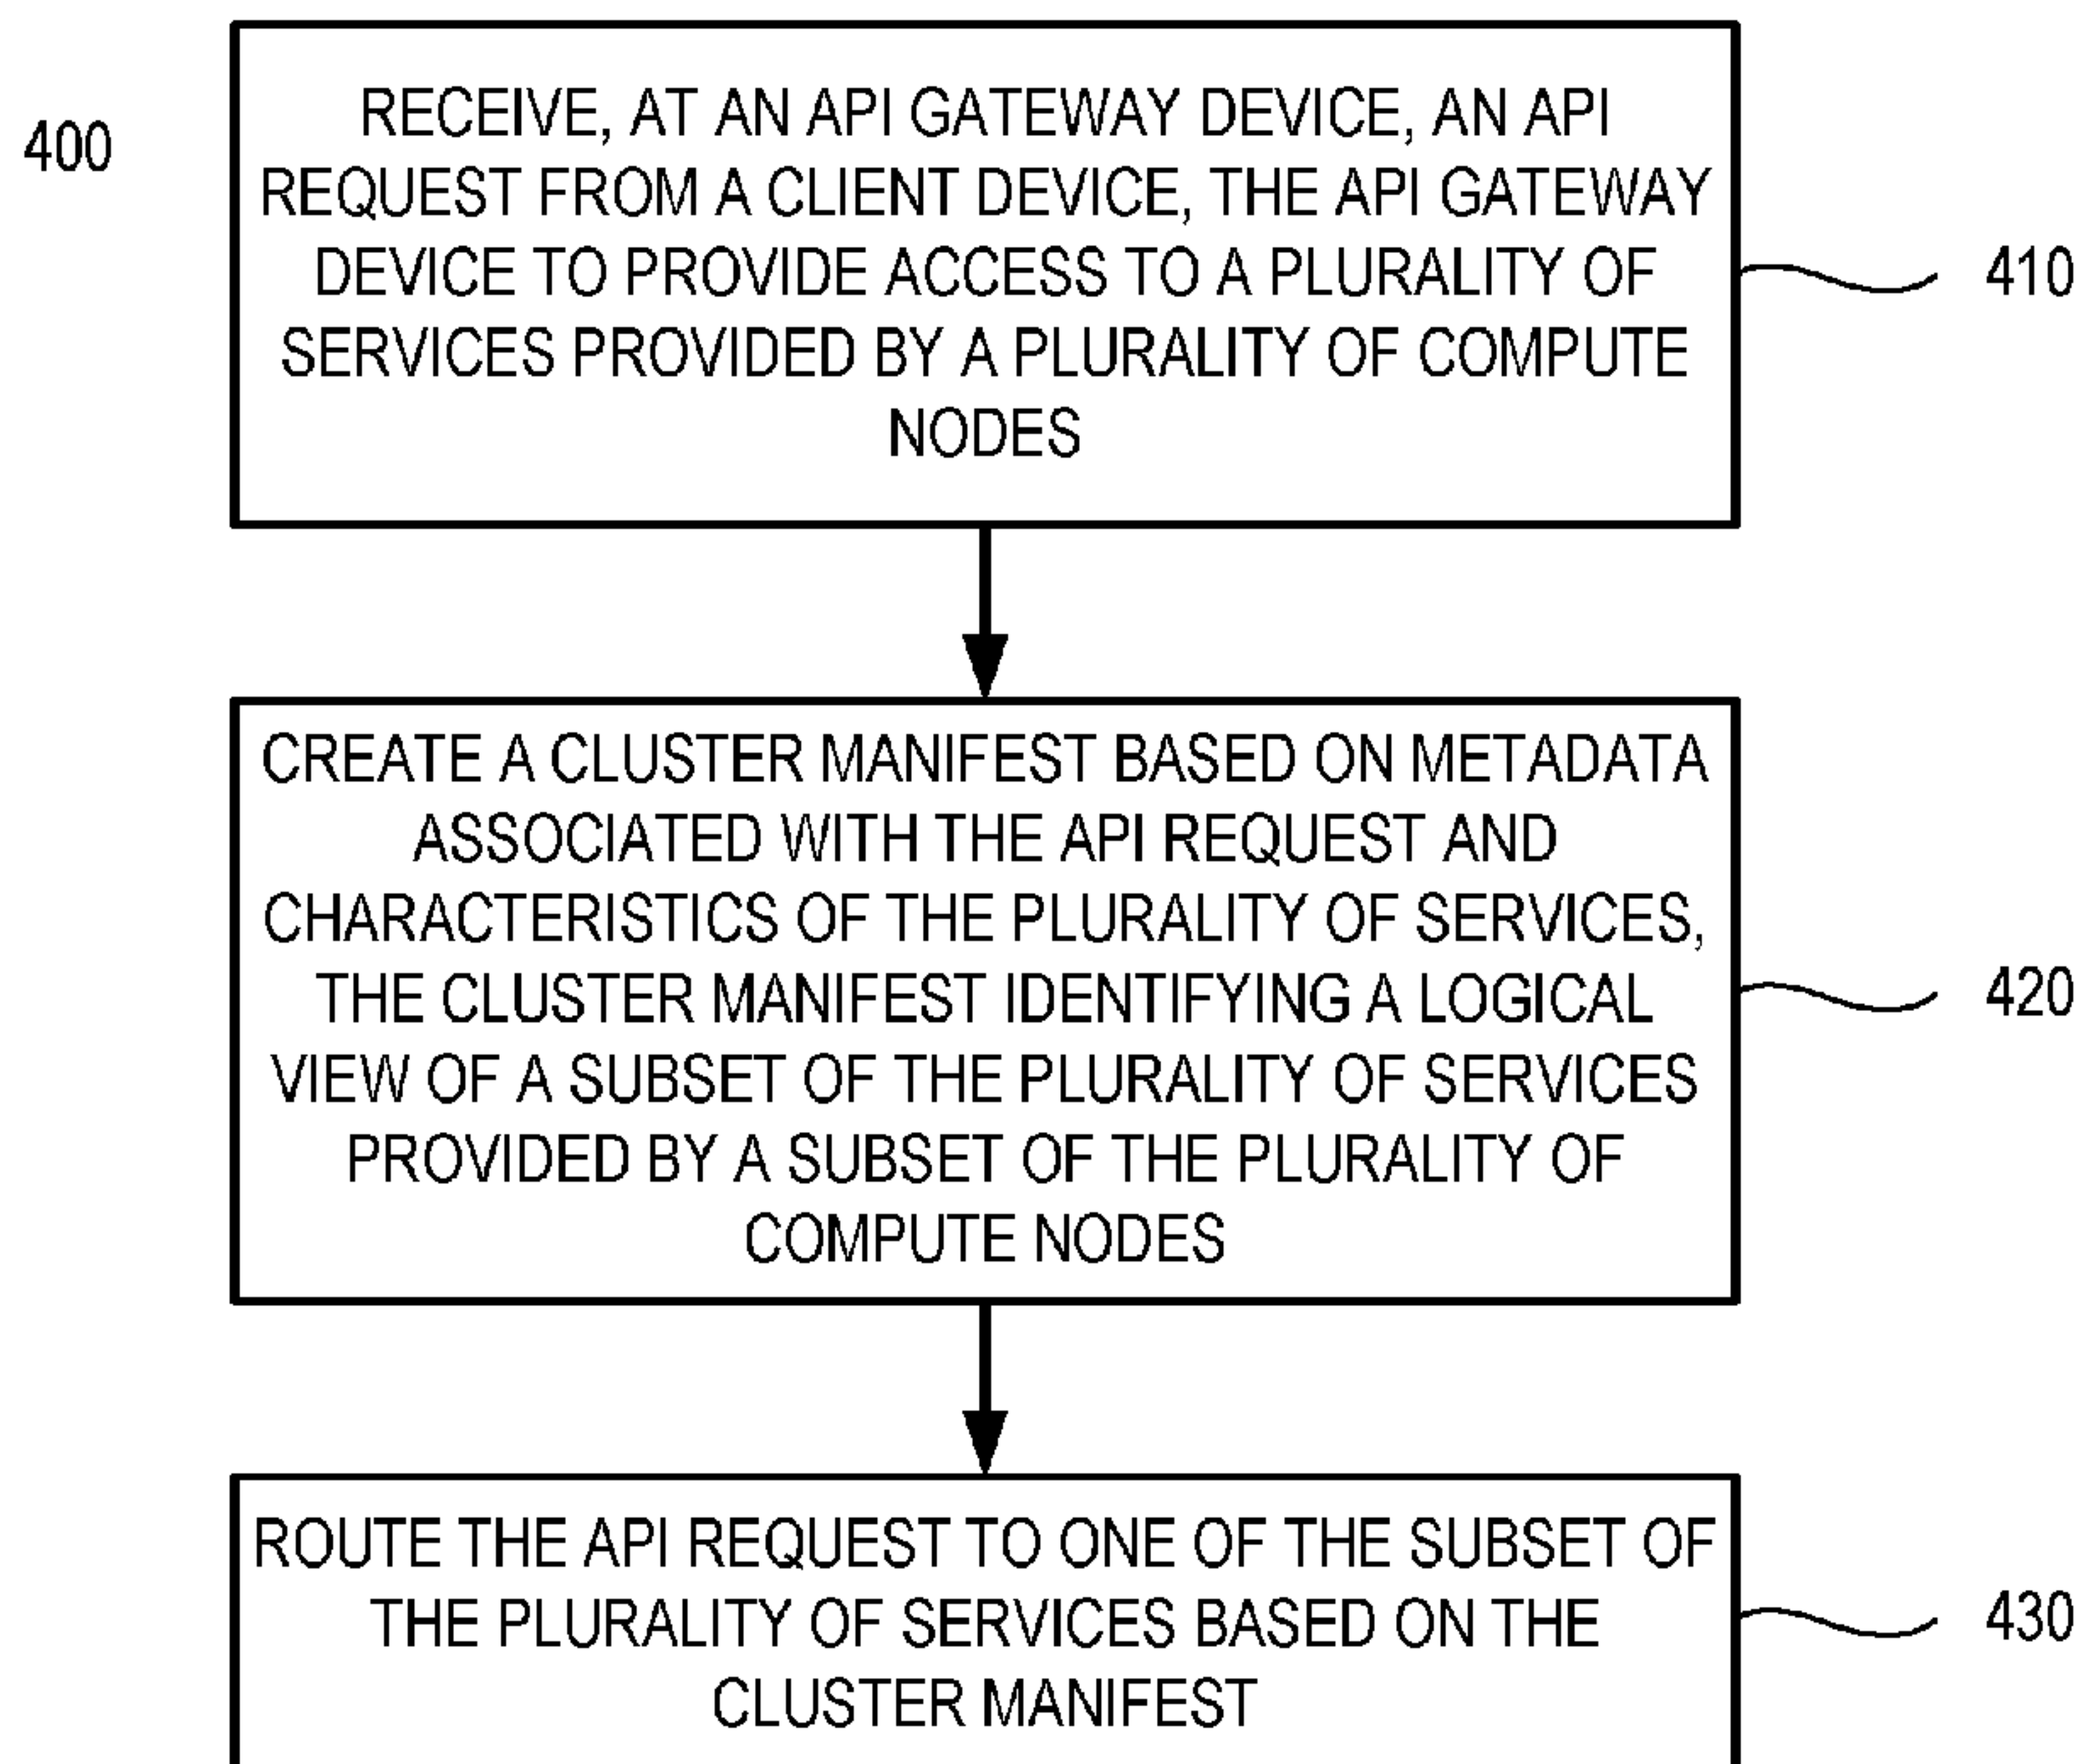 400
RECEIVE, AT AN API GATEWAY DEVICE, AN API
REQUEST FROM A CLIENT DEVICE, THE API GATEWAY
DEVICE TO PROVIDE ACCESS TO A PLURALITY OF
SERVICES PROVIDED BY A PLURALITY OF COMPUTE
NODES
410
CREATE A CLUSTER MANIFEST BASED ON METADATA
ASSOCIATED WITH THE API REQUEST AND
CHARACTERISTICS OF THE PLURALITY OF SERVICES,
THE CLUSTER MANIFEST IDENTIFYING A LOGICAL
VIEW OF A SUBSET OF THE PLURALITY OF SERVICES
PROVIDED BY A SUBSET OF THE PLURALITY OF
COMPUTE NODES
420
ROUTE THE API REQUEST TO ONE OF THE SUBSET OF
THE PLURALITY OF SERVICES BASED ON THE
CLUSTER MANIFEST
430